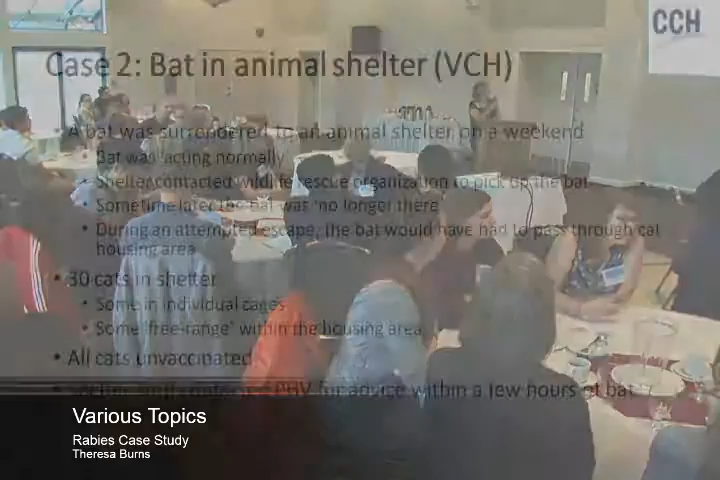 CCH
Case 2: Bat in animal shelter (VCH)
A bat was surrendered to an animal shelter on a weekend
Bat was 'acting normally'
Shelter contacted wildlife rescue organization to pick up the bat
Sometime later the bat was 'no longer there'
During an attempted escape, the bat would have had to pass through cat
housing area
• 30 cats in shelter
• Some in individual cages
• Some 'free-range' within the housing area
• All cats unvaccinated
PHV for advice within a few hours of bat
Various Topics
Rabies Case Study
Theresa Burns